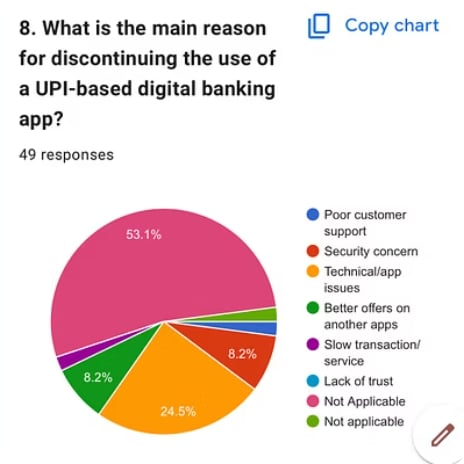 8. What is the main reason
for discontinuing the use of
a UPI-based digital banking
app?
Copy chart
49 responses
53.1%
8.2%
8.2%
24.5%
Poor customer
support
Security concern
Technical/app
issues
Better offers on
another apps
Slow transaction/
service
Lack of trust
Not Applicable
Not applicable